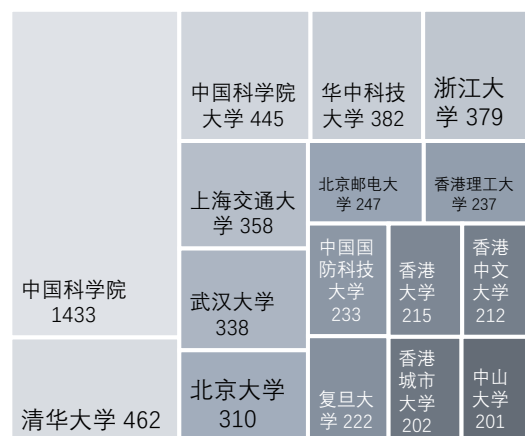 中国科学院
1433
清华大学 462
中国科学院
大学 445
上海交通大
学 358
武汉大学
338
北京大学
310
华中科技
大学 382
浙江大
学 379
北京邮电大
学 247
香港理工大
学 237
中国国
防科技
大学
233
香港
大学
215
香港
中文
大学
212
复旦大
学 222
香港
城市
大学
202
中山
大学
201